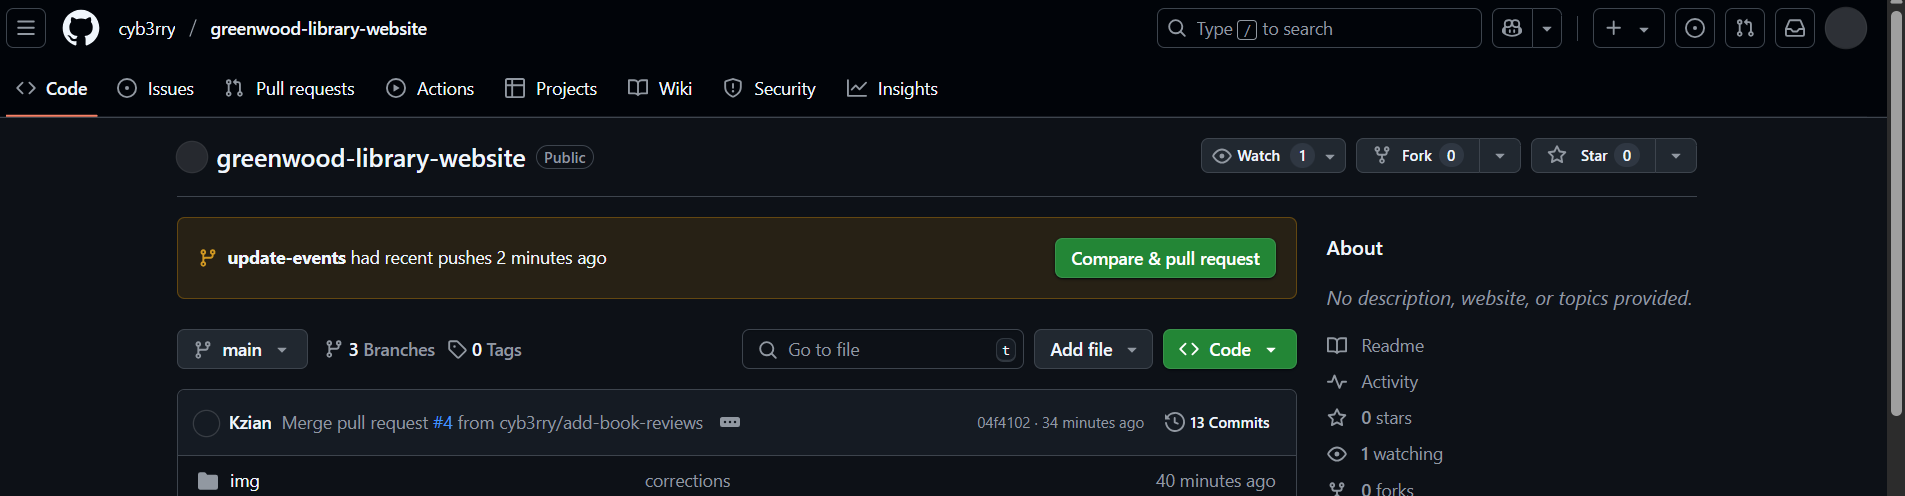 cyb3rry / greenwood-library-website
Type / to search
Code Issues Pull requests Actions Projects Wiki Security Insights
greenwood-library-website Public
Watch 1 Fork 0 Star 0
update-events had recent pushes 2 minutes ago
Compare & pull request
About
No description, website, or topics provided.
main 3 Branches 0 Tags
Go to file t
Add file
Code
Readme
Activity
0 stars
1 watching
0 forks
Kzian Merge pull request #4 from cyb3rry/add-book-reviews
04f4102 · 34 minutes ago
13 Commits
img corrections 40 minutes ago